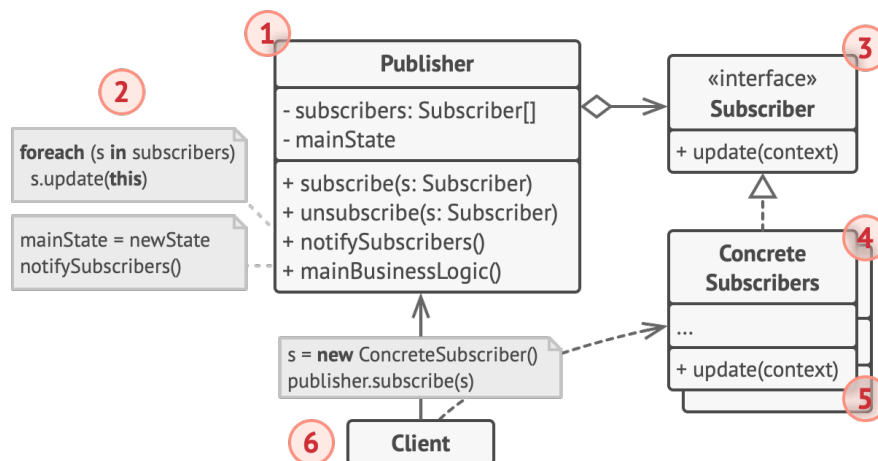 1
Publisher
- subscribers: Subscriber[]
- mainState
+ subscribe(s: Subscriber)
+ unsubscribe(s: Subscriber)
+ notifySubscribers()
+ mainBusinessLogic()
2
foreach (s in subscribers)
s.update(this)
mainState = newState
notifySubscribers()
3
«interface»
Subscriber
+ update(context)
4
Concrete
Subscribers
...
+ update(context)
5
s = new ConcreteSubscriber()
publisher.subscribe(s)
6
Client